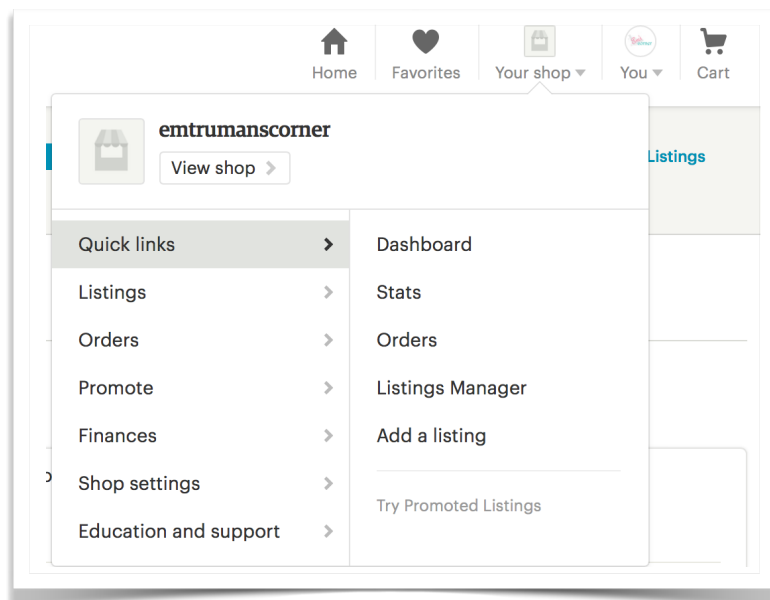 Home
Favorites
Your shop
You
Cart
emtrumanscorner
View shop
Listings
Quick links
Listings
Orders
Promote
Finances
Shop settings
Education and support
Dashboard
Stats
Orders
Listings Manager
Add a listing
Try Promoted Listings